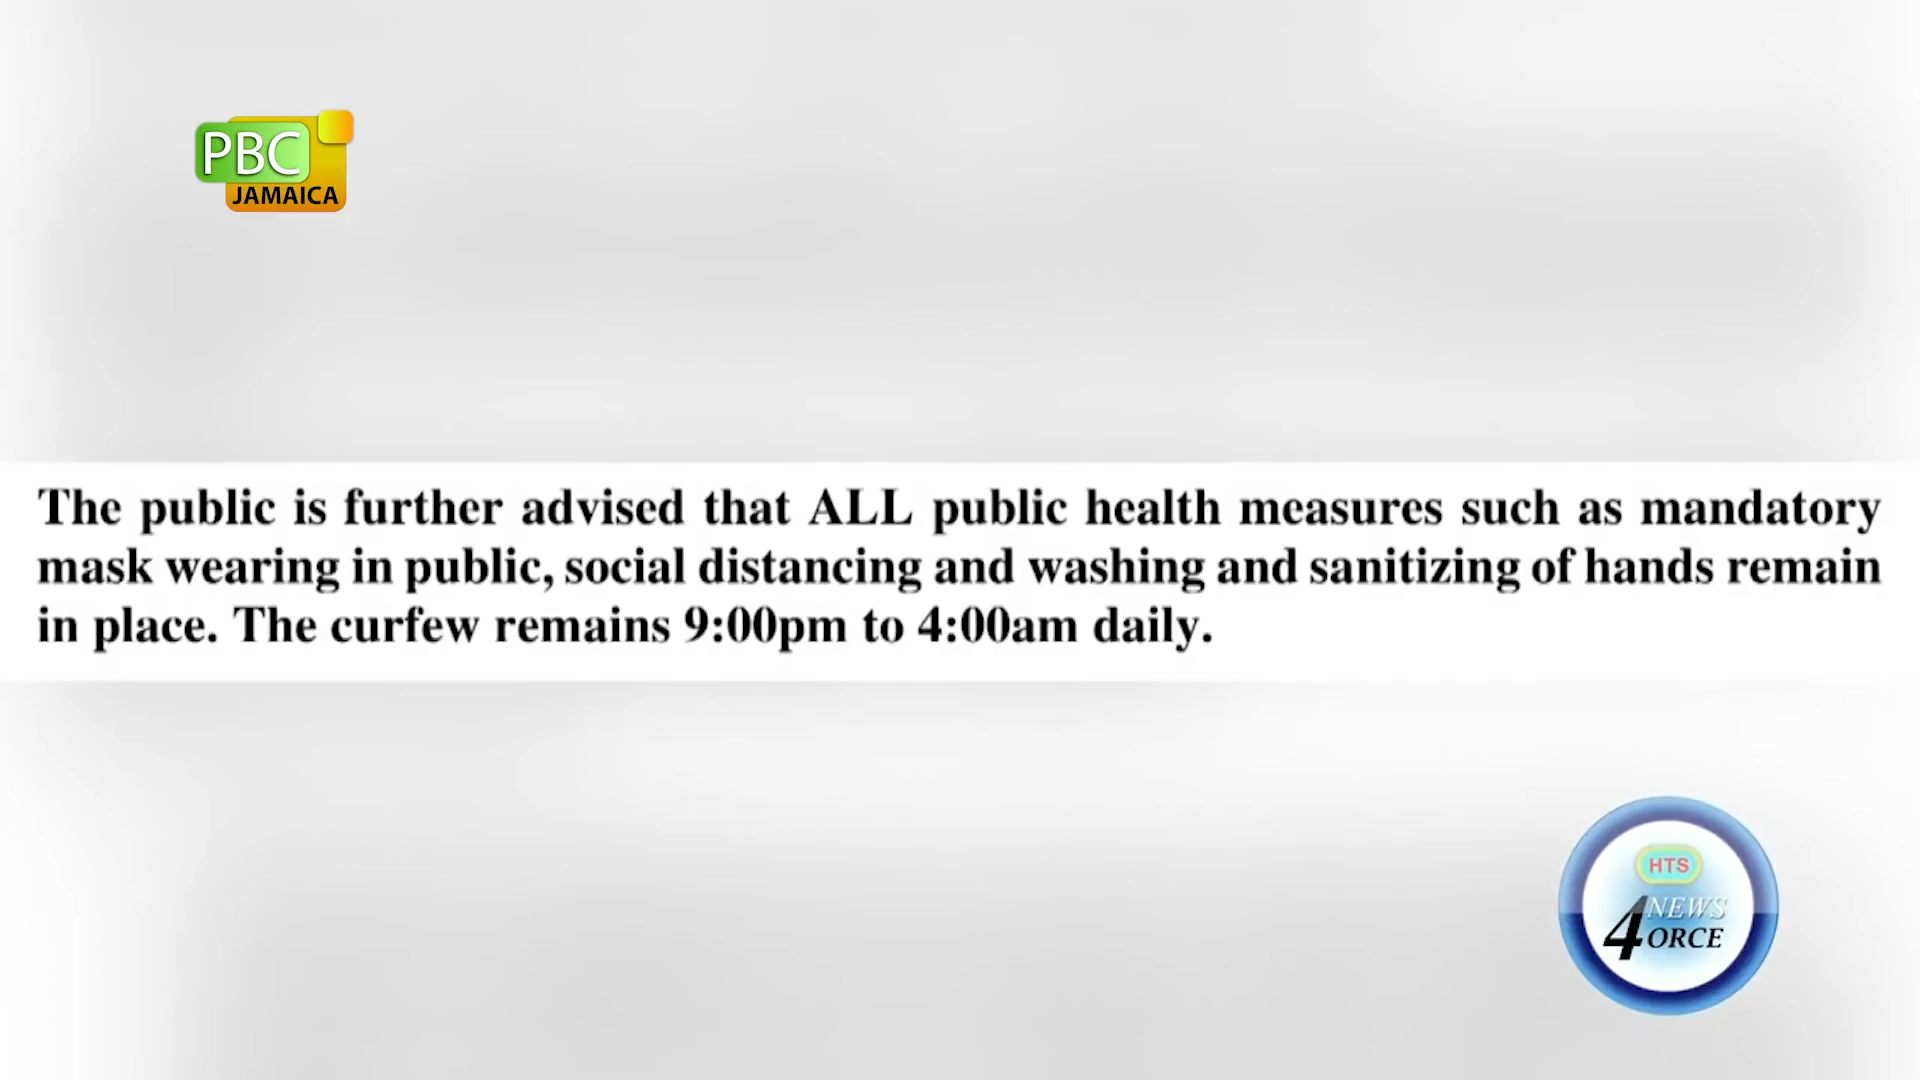 PBC
JAMAICA
The public is further advised that ALL public health measures such as mandatory
mask wearing in public, social distancing and washing and sanitizing of hands remain
in place. The curfew remains 9:00pm to 4:00am daily.
HTS
NEWS
4ORCE